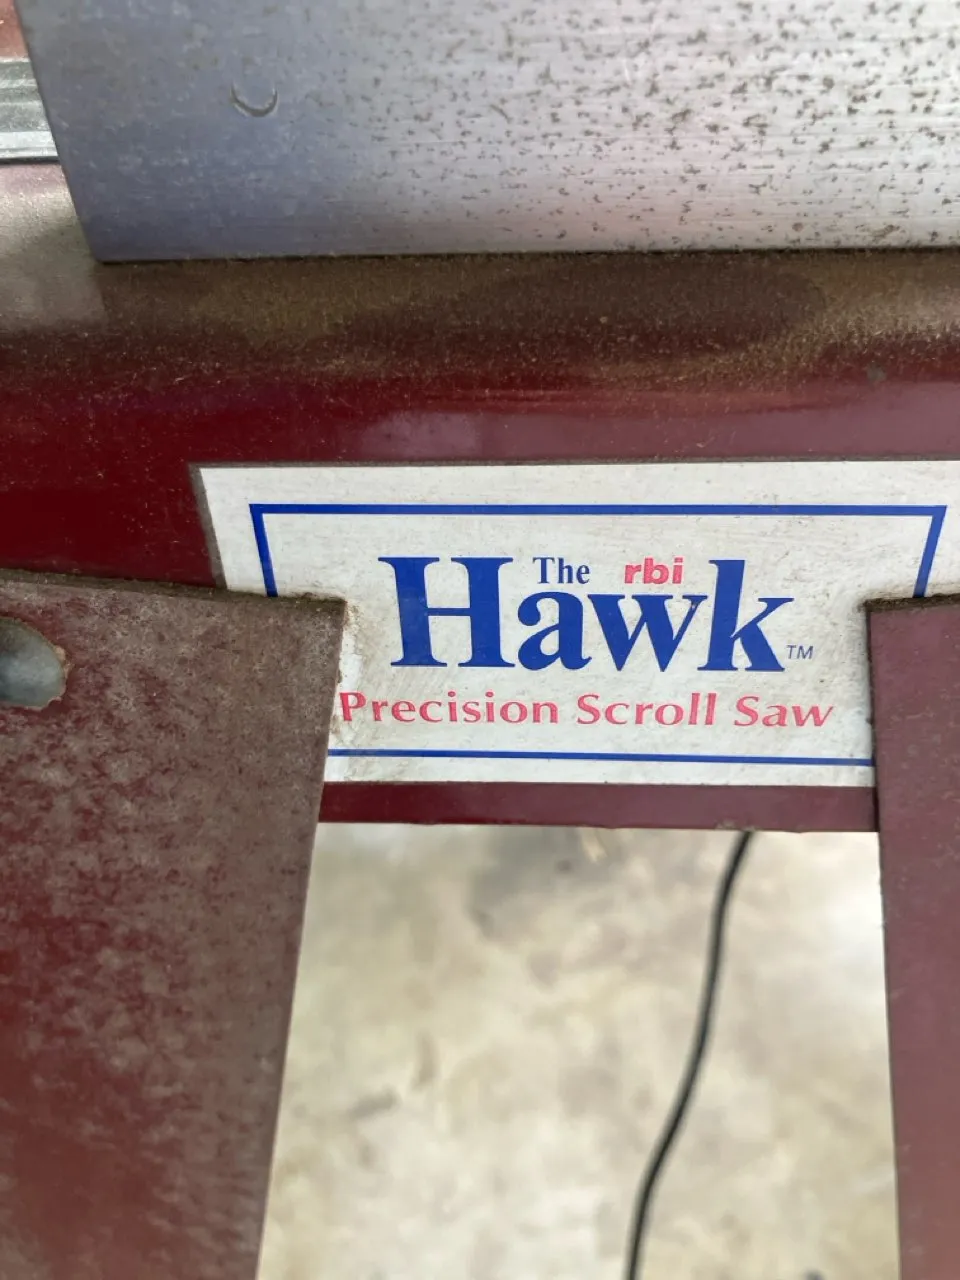 The rbi
Hawk™
Precision Scroll Saw